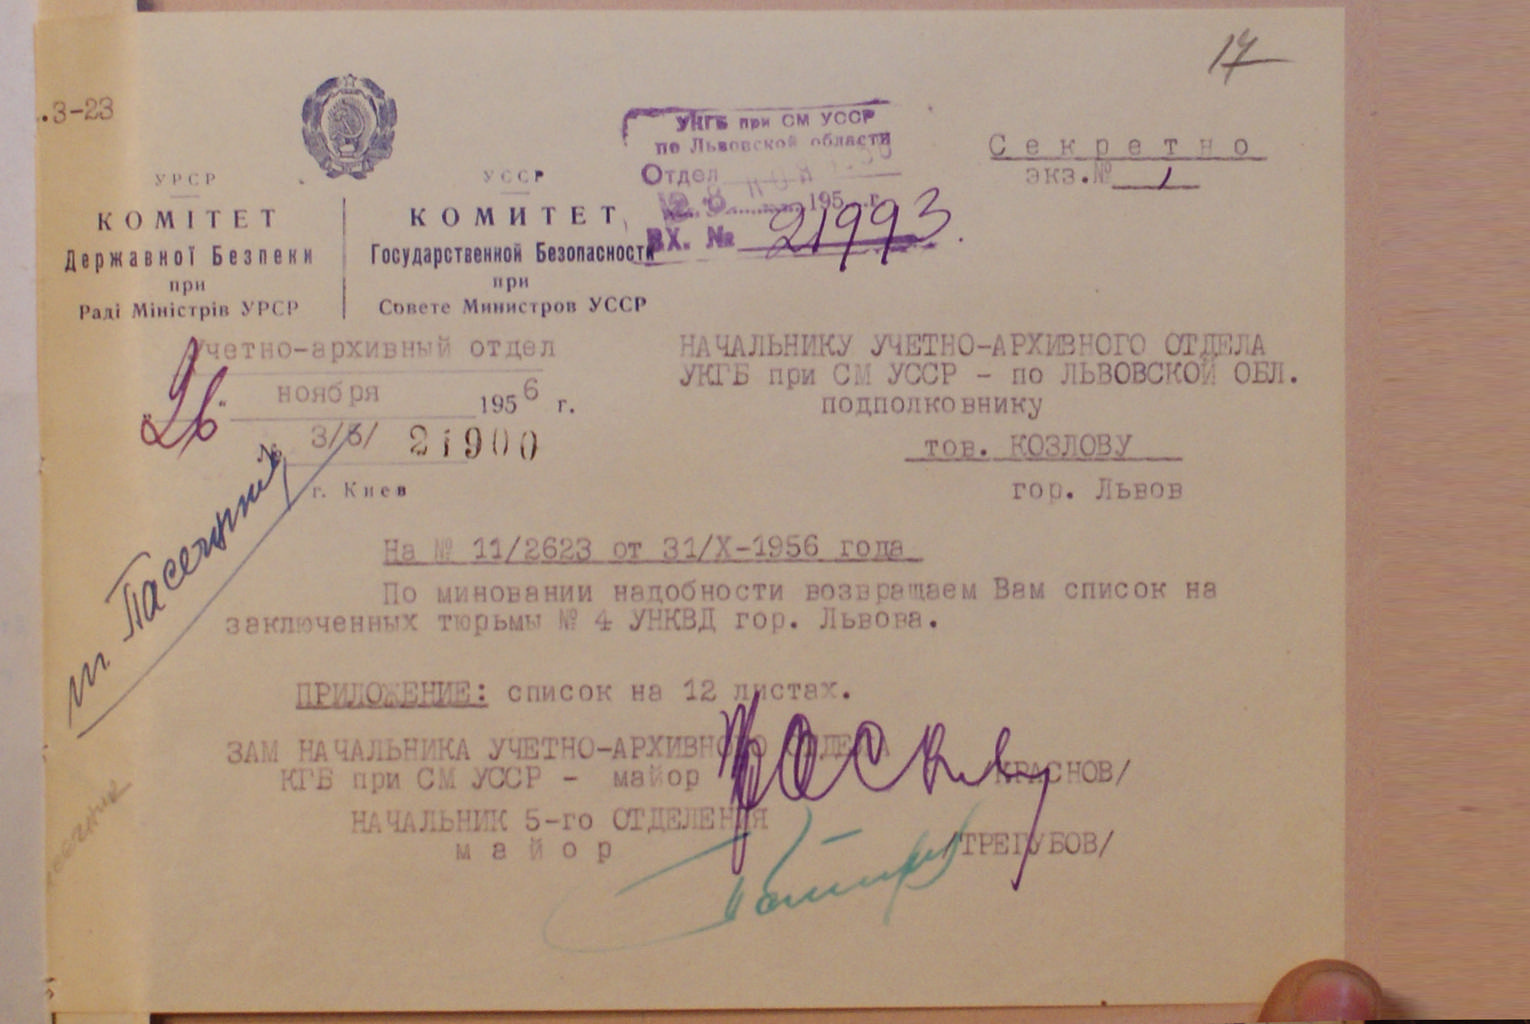 17
.3-23
УКГБ при СМ УССР
по Львовской области
Отдел
195 г.
ВХ. № 21993
Секретно
экз.№ 1
УРСР
КОМІТЕТ
Державної Безпеки
при
Раді Міністрів УРСР
УССР
КОМИТЕТ
Государственной Безопасности
при
Совете Министров УССР
Учетно-архивный отдел
"26" ноября 1956 г.
№ 3/5/ 21900
г. Киев
НАЧАЛЬНИКУ УЧЕТНО-АРХИВНОГО ОТДЕЛА
УКГБ при СМ УССР - по ЛЬВОВСКОЙ ОБЛ.
подполковнику
тов. КОЗЛОВУ
гор. Львов
т. Пасечник
На № 11/2623 от 31/X-1956 года
По миновании надобности возвращаем Вам список на
заключенных тюрьмы № 4 УНКВД гор. Львова.
ПРИЛОЖЕНИЕ: список на 12 листах.
ЗАМ НАЧАЛЬНИКА УЧЕТНО-АРХИВНОГО ОТДЕЛА
КГБ при СМ УССР - майор /КРАСНОВ/
НАЧАЛЬНИК 5-го ОТДЕЛЕНИЯ
майор /ТРЕГУБОВ/